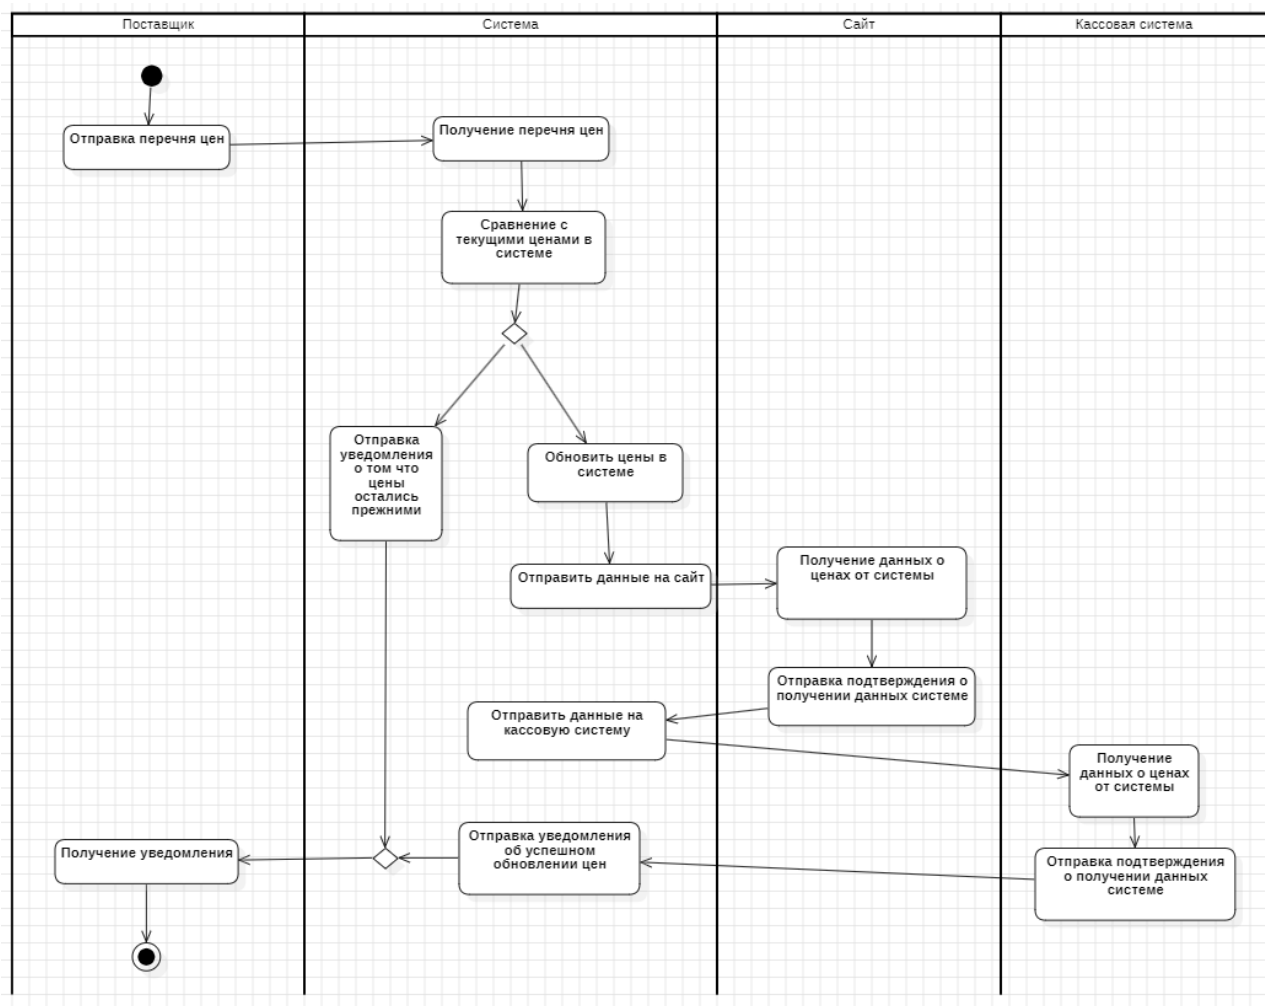 Поставщик
Система
Сайт
Кассовая система
Отправка перечня цен
Получение перечня цен
Сравнение с
текущими ценами в
системе
Отправка
уведомления
о том что
цены
остались
прежними
Обновить цены в
системе
Отправить данные на сайт
Получение данных о
ценах от системы
Отправка подтверждения о
получении данных системе
Отправить данные на
кассовую систему
Получение
данных о ценах
от системы
Отправка подтверждения
о получении данных
системе
Отправка уведомления
об успешном
обновлении цен
Получение уведомления